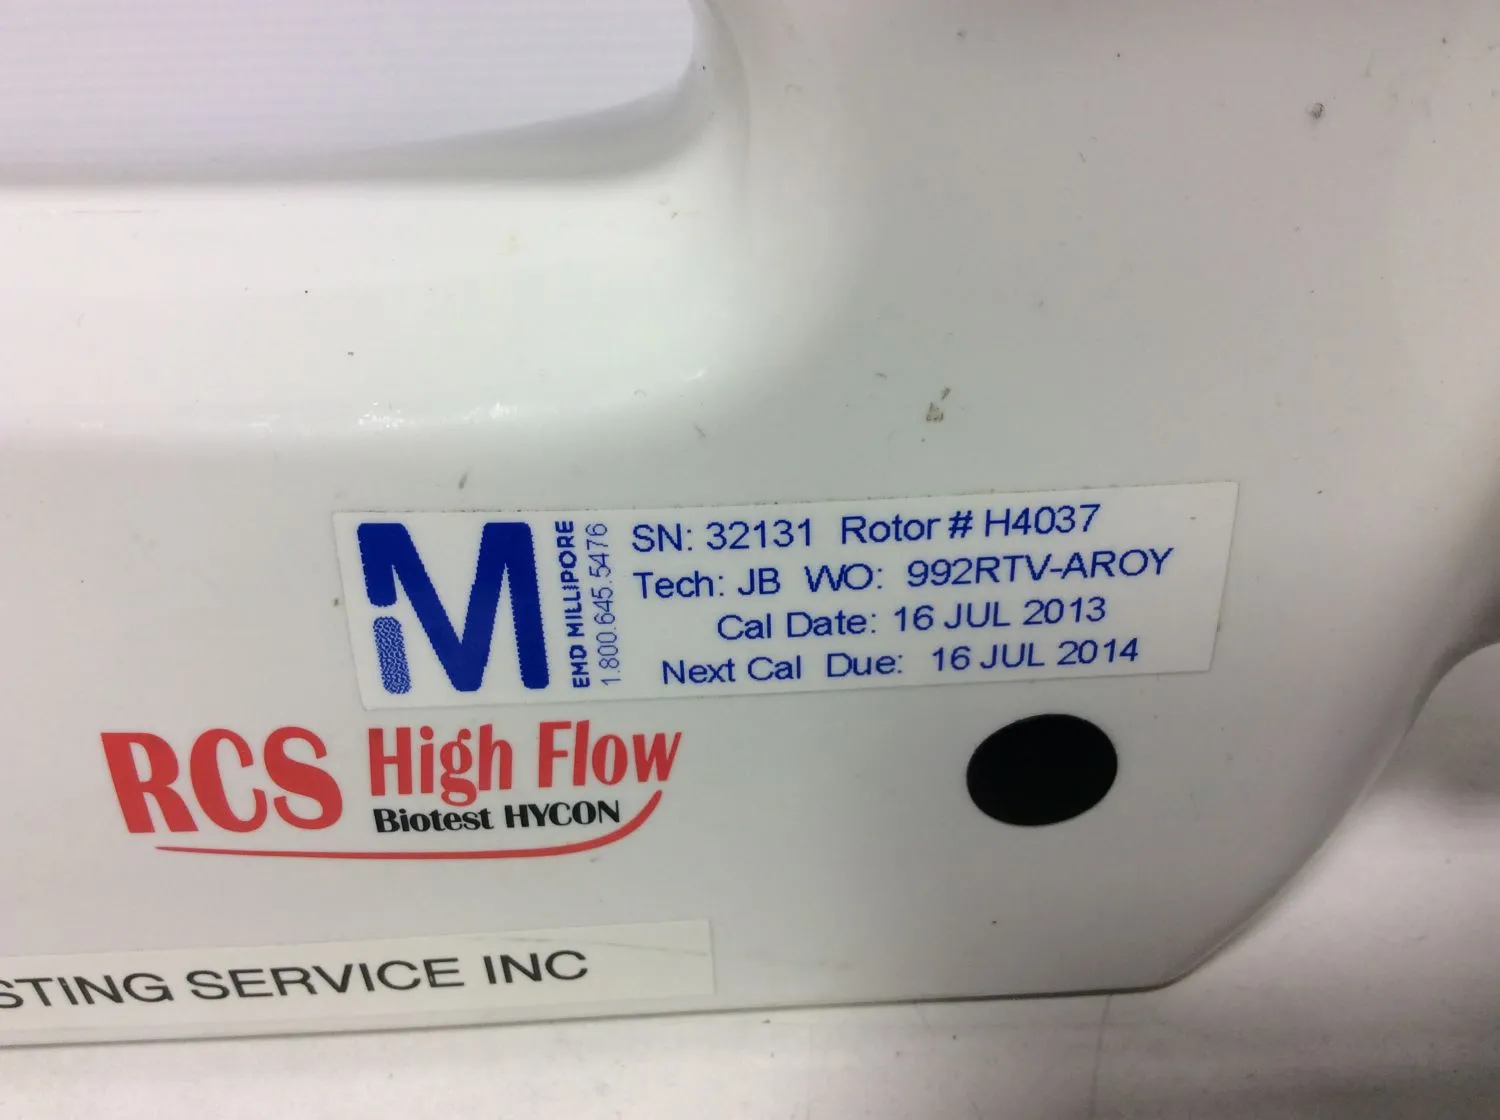 M
EMD MILLIPORE
1.800.645.5476
SN: 32131 Rotor # H4037
Tech: JB WO: 992RTV-AROY
Cal Date: 16 JUL 2013
Next Cal Due: 16 JUL 2014
RCS High Flow
Biotest HYCON
STING SERVICE INC